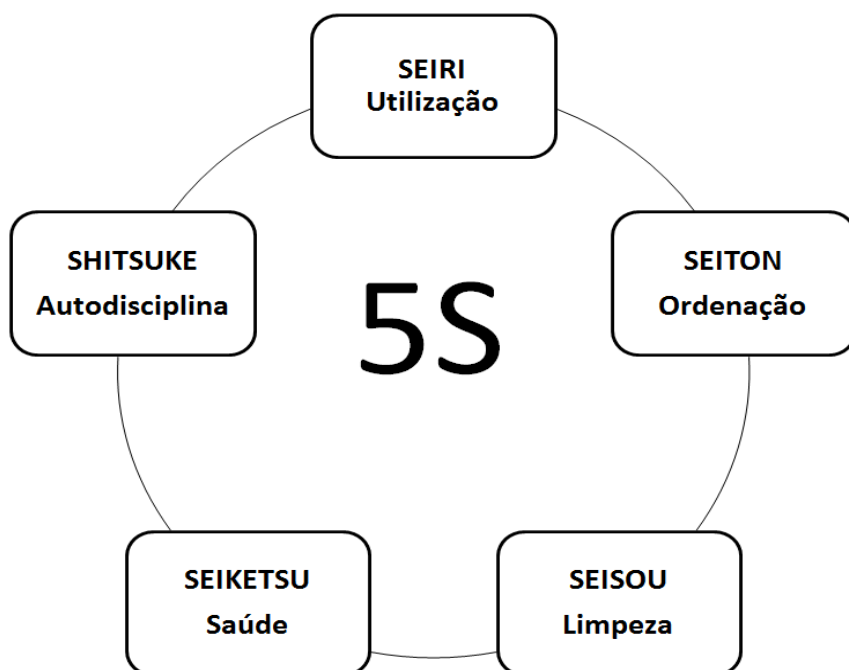 SEIRI
Utilização
SHITSUKE
Autodisciplina
5S
SEITON
Ordenação
SEIKETSU
Saúde
SEISOU
Limpeza